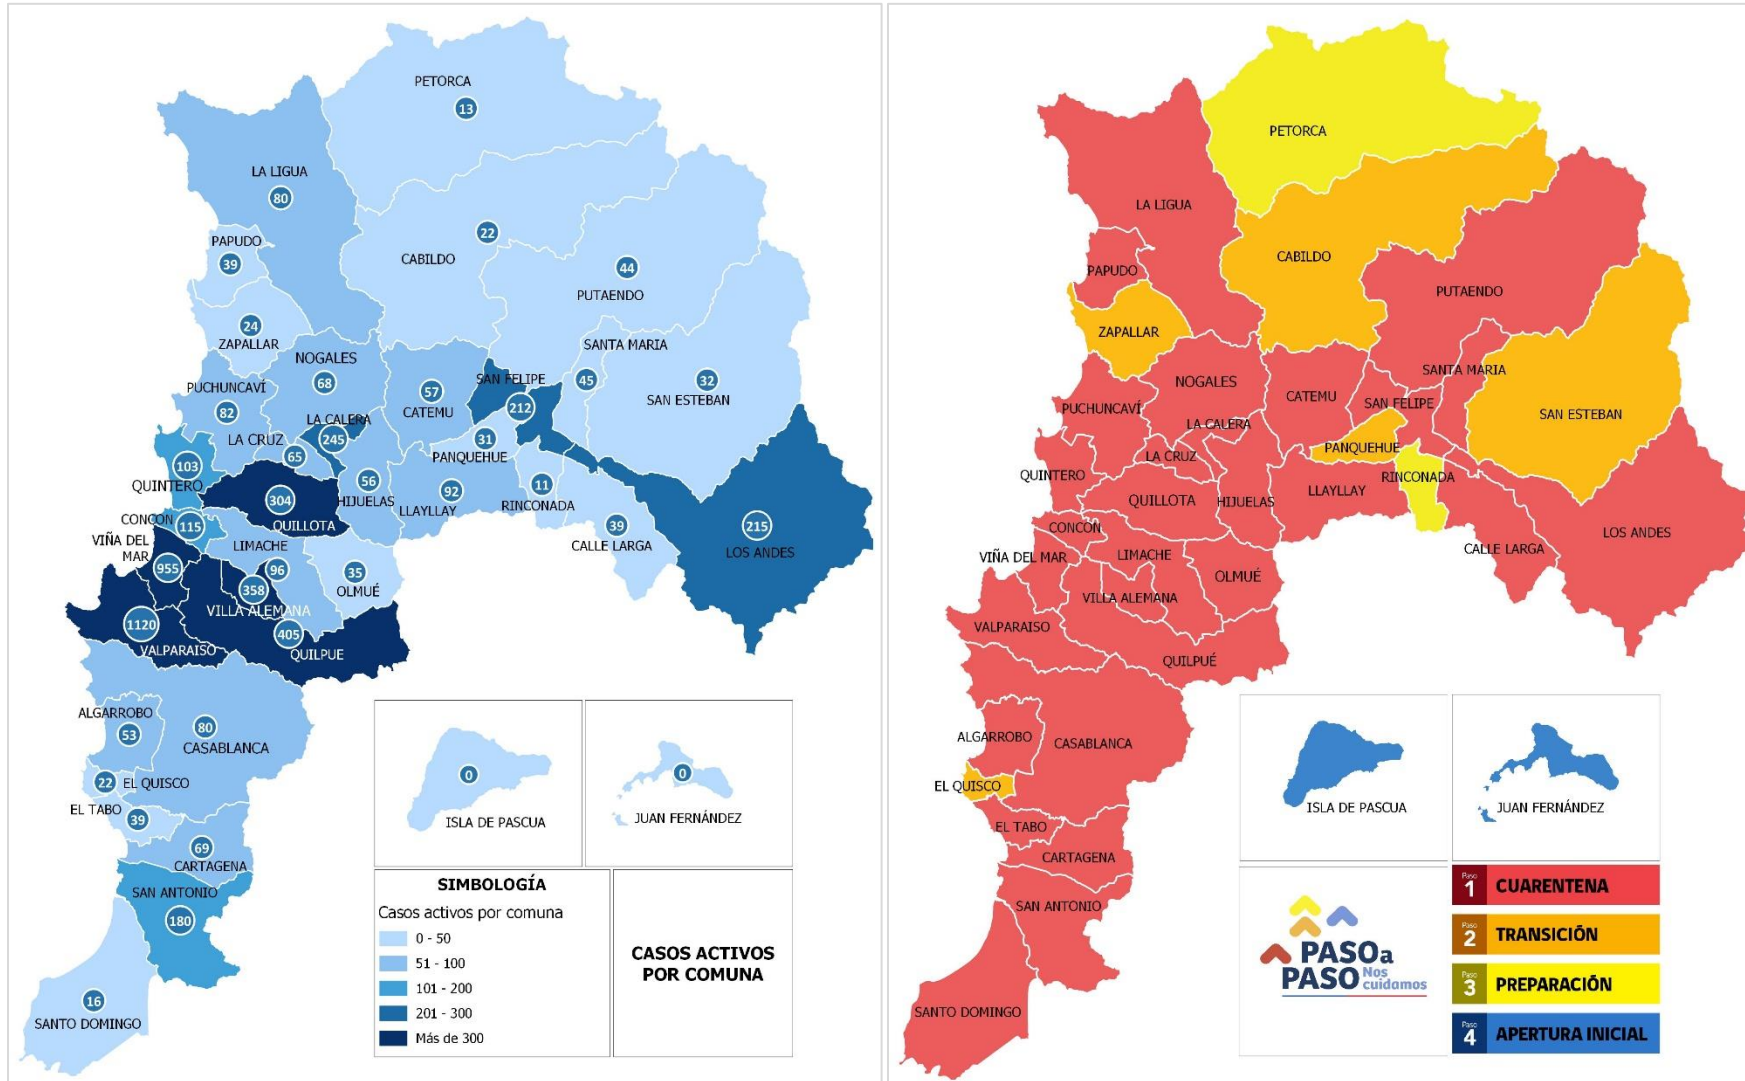 PETORCA
13
LA LIGUA
80
PAPUDO
39
22
CABILDO
44
PUTAENDO
24
ZAPALLAR
SANTA MARIA
45
32
SAN ESTEBAN
NOGALES
68
PUCHUNCAVÍ
82
57
CATEMU
SAN FELIPE
212
LA CALERA
245
LA CRUZ
65
31
PANQUEHUE
103
QUINTERO
304
QUILLOTA
56
HIJUELAS
92
LLAYLLAY
11
RINCONADA
39
CALLE LARGA
215
LOS ANDES
CONCON
115
VIÑA DEL
MAR
955
LIMACHE
96
358
VILLA ALEMANA
35
OLMUÉ
1120
VALPARAISO
405
QUILPUE
ALGARROBO
53
80
CASABLANCA
22
EL QUISCO
EL TABO
39
69
CARTAGENA
SAN ANTONIO
180
16
SANTO DOMINGO
0
ISLA DE PASCUA
0
JUAN FERNÁNDEZ
SIMBOLOGÍA
Casos activos por comuna
0 - 50
51 - 100
101 - 200
201 - 300
Más de 300
CASOS ACTIVOS
POR COMUNA
PETORCA
LA LIGUA
CABILDO
PAPUDO
PUTAENDO
ZAPALLAR
SANTA MARIA
NOGALES
CATEMU
SAN FELIPE
SAN ESTEBAN
PUCHUNCAVÍ
LA CALERA
PANQUEHUE
LA CRUZ
QUINTERO
RINCONADA
LLAYLLAY
QUILLOTA
HIJUELAS
CONCÓN
LOS ANDES
CALLE LARGA
VIÑA DEL MAR
LIMACHE
OLMUÉ
VILLA ALEMANA
VALPARAISO
QUILPUÉ
ALGARROBO
CASABLANCA
EL QUISCO
EL TABO
CARTAGENA
SAN ANTONIO
SANTO DOMINGO
ISLA DE PASCUA
JUAN FERNÁNDEZ
PASO a
PASO Nos
cuidamos
Paso
1 CUARENTENA
Paso
2 TRANSICIÓN
Paso
3 PREPARACIÓN
Paso
4 APERTURA INICIAL